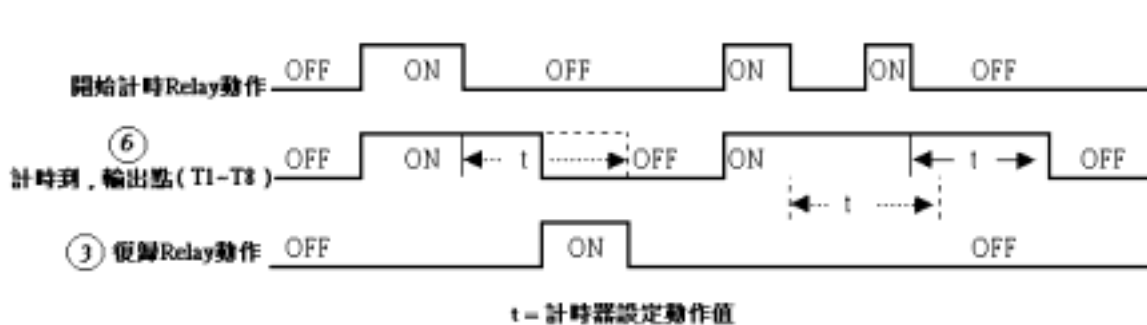 開始計時Relay動作 OFF ON OFF ON ON OFF
⑥
計時到，輸出點(T1-T8) OFF ON t OFF ON t OFF
t
③ 復歸Relay動作 OFF ON OFF
t = 計時器設定動作值